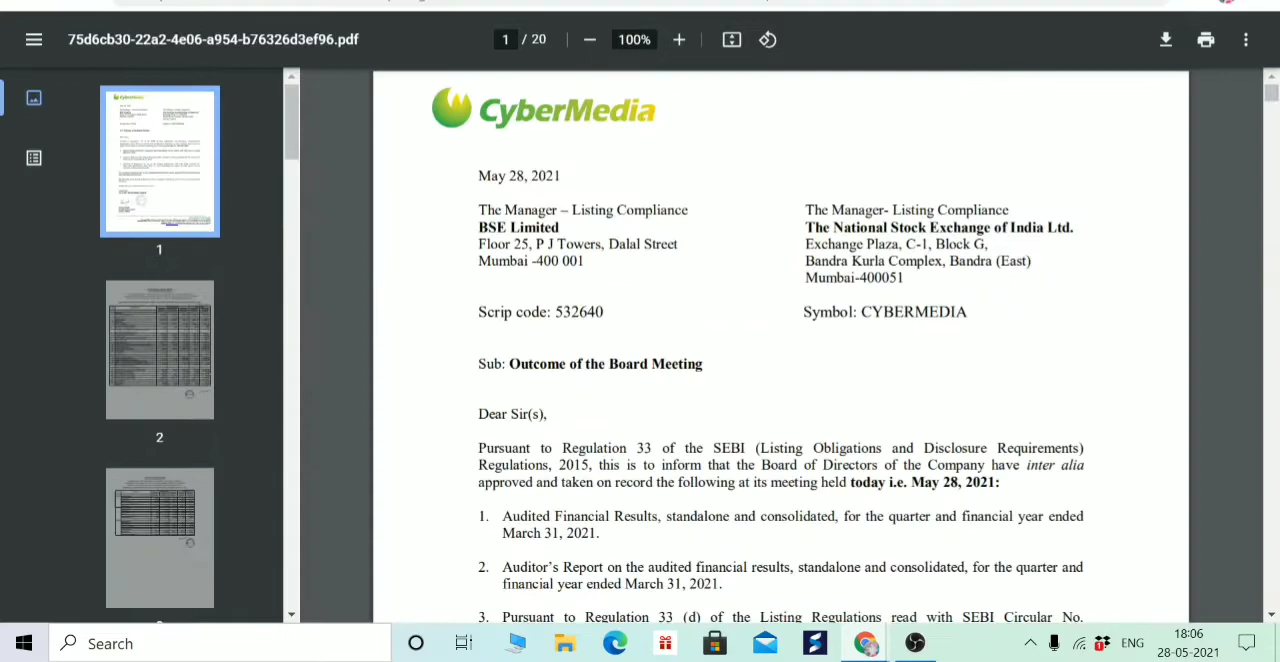 75d6cb30-22a2-4e06-a954-b76326d3ef96.pdf
1 / 20
100%
1
2
CyberMedia
May 28, 2021
The Manager – Listing Compliance
BSE Limited
Floor 25, P J Towers, Dalal Street
Mumbai -400 001
The Manager- Listing Compliance
The National Stock Exchange of India Ltd.
Exchange Plaza, C-1, Block G,
Bandra Kurla Complex, Bandra (East)
Mumbai-400051
Scrip code: 532640
Symbol: CYBERMEDIA
Sub: Outcome of the Board Meeting
Dear Sir(s),
Pursuant to Regulation 33 of the SEBI (Listing Obligations and Disclosure Requirements)
Regulations, 2015, this is to inform that the Board of Directors of the Company have inter alia
approved and taken on record the following at its meeting held today i.e. May 28, 2021:
1. Audited Financial Results, standalone and consolidated, for the quarter and financial year ended
March 31, 2021.
2. Auditor’s Report on the audited financial results, standalone and consolidated, for the quarter and
financial year ended March 31, 2021.
3. Pursuant to Regulation 33 (d) of the Listing Regulations read with SEBI Circular No.
Search
ENG
18:06
28-05-2021